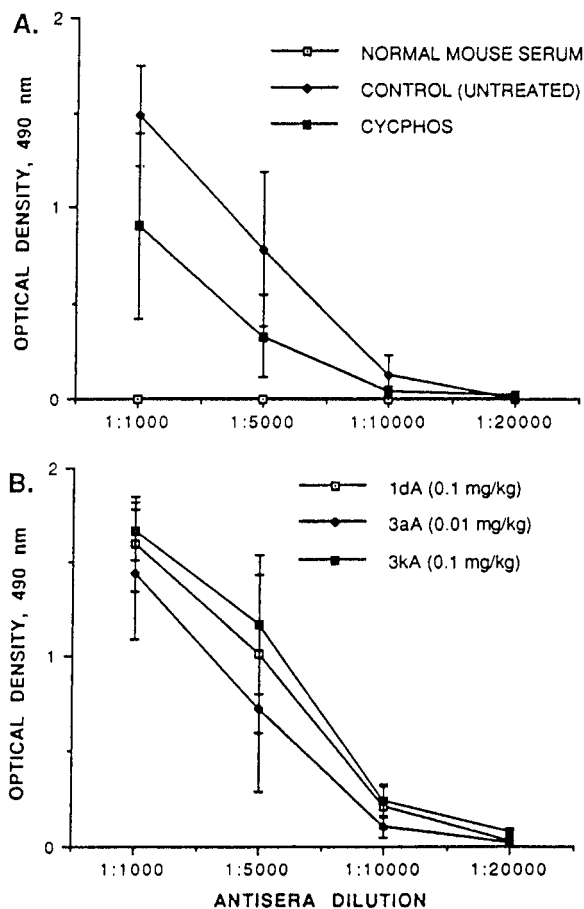 A.
2
NORMAL MOUSE SERUM
CONTROL (UNTREATED)
CYCPHOS
1
0
OPTICAL DENSITY, 490 nm
1:1000 1:5000 1:10000 1:20000
B.
2
1dA (0.1 mg/kg)
3aA (0.01 mg/kg)
3kA (0.1 mg/kg)
1
0
OPTICAL DENSITY, 490 nm
1:1000 1:5000 1:10000 1:20000
ANTISERA DILUTION